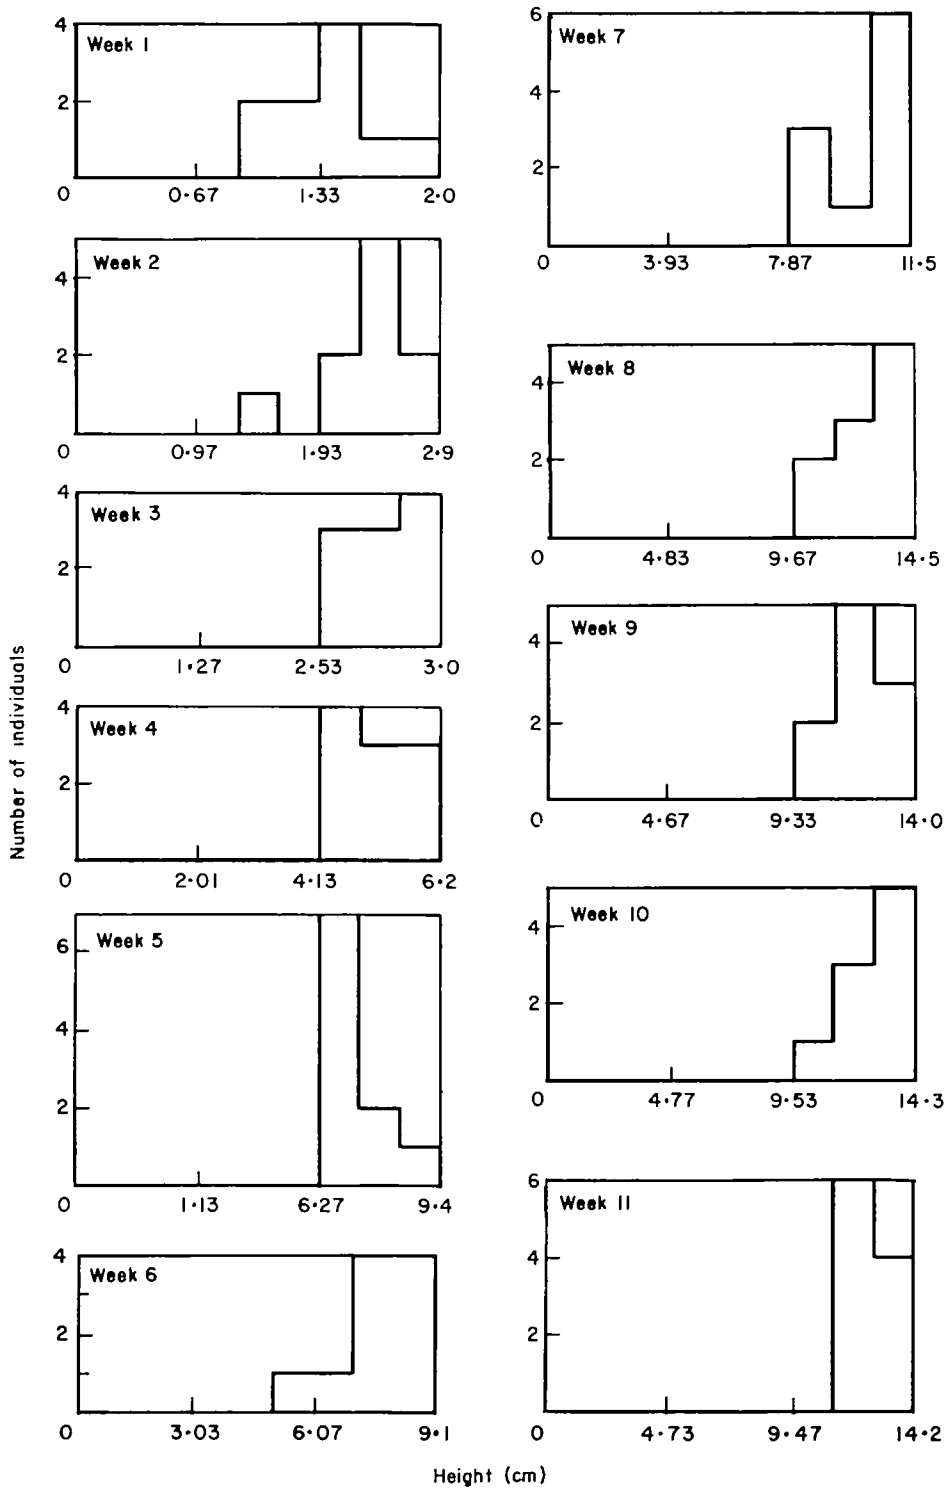 Number of individuals
4
Week 1
2
0 0·67 1·33 2·0
Week 2
4
2
0 0·97 1·93 2·9
4
Week 3
2
0 1·27 2·53 3·0
4
Week 4
2
0 2·01 4·13 6·2
Week 5
6
4
2
0 1·13 6·27 9·4
4
Week 6
2
0 3·03 6·07 9·1
6
Week 7
4
2
0 3·93 7·87 11·5
Week 8
4
2
0 4·83 9·67 14·5
Week 9
4
2
0 4·67 9·33 14·0
Week 10
4
2
0 4·77 9·53 14·3
6
Week 11
4
2
0 4·73 9·47 14·2
Height (cm)